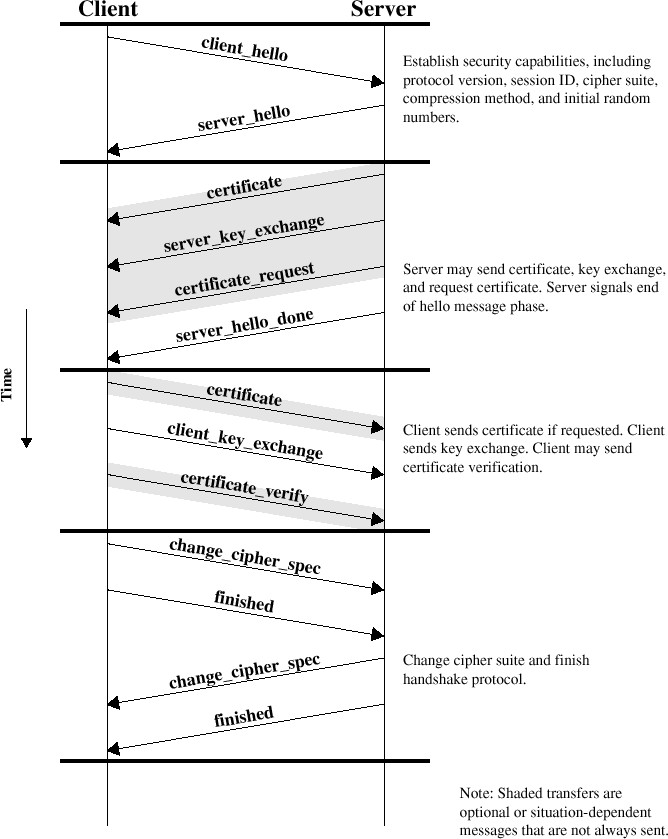 Client
Server
client_hello
Establish security capabilities, including
protocol version, session ID, cipher suite,
compression method, and initial random
numbers.
server_hello
certificate
server_key_exchange
certificate_request
Server may send certificate, key exchange,
and request certificate. Server signals end
of hello message phase.
server_hello_done
Time
certificate
client_key_exchange
Client sends certificate if requested. Client
sends key exchange. Client may send
certificate verification.
certificate_verify
change_cipher_spec
finished
change_cipher_spec
Change cipher suite and finish
handshake protocol.
finished
Note: Shaded transfers are
optional or situation-dependent
messages that are not always sent.